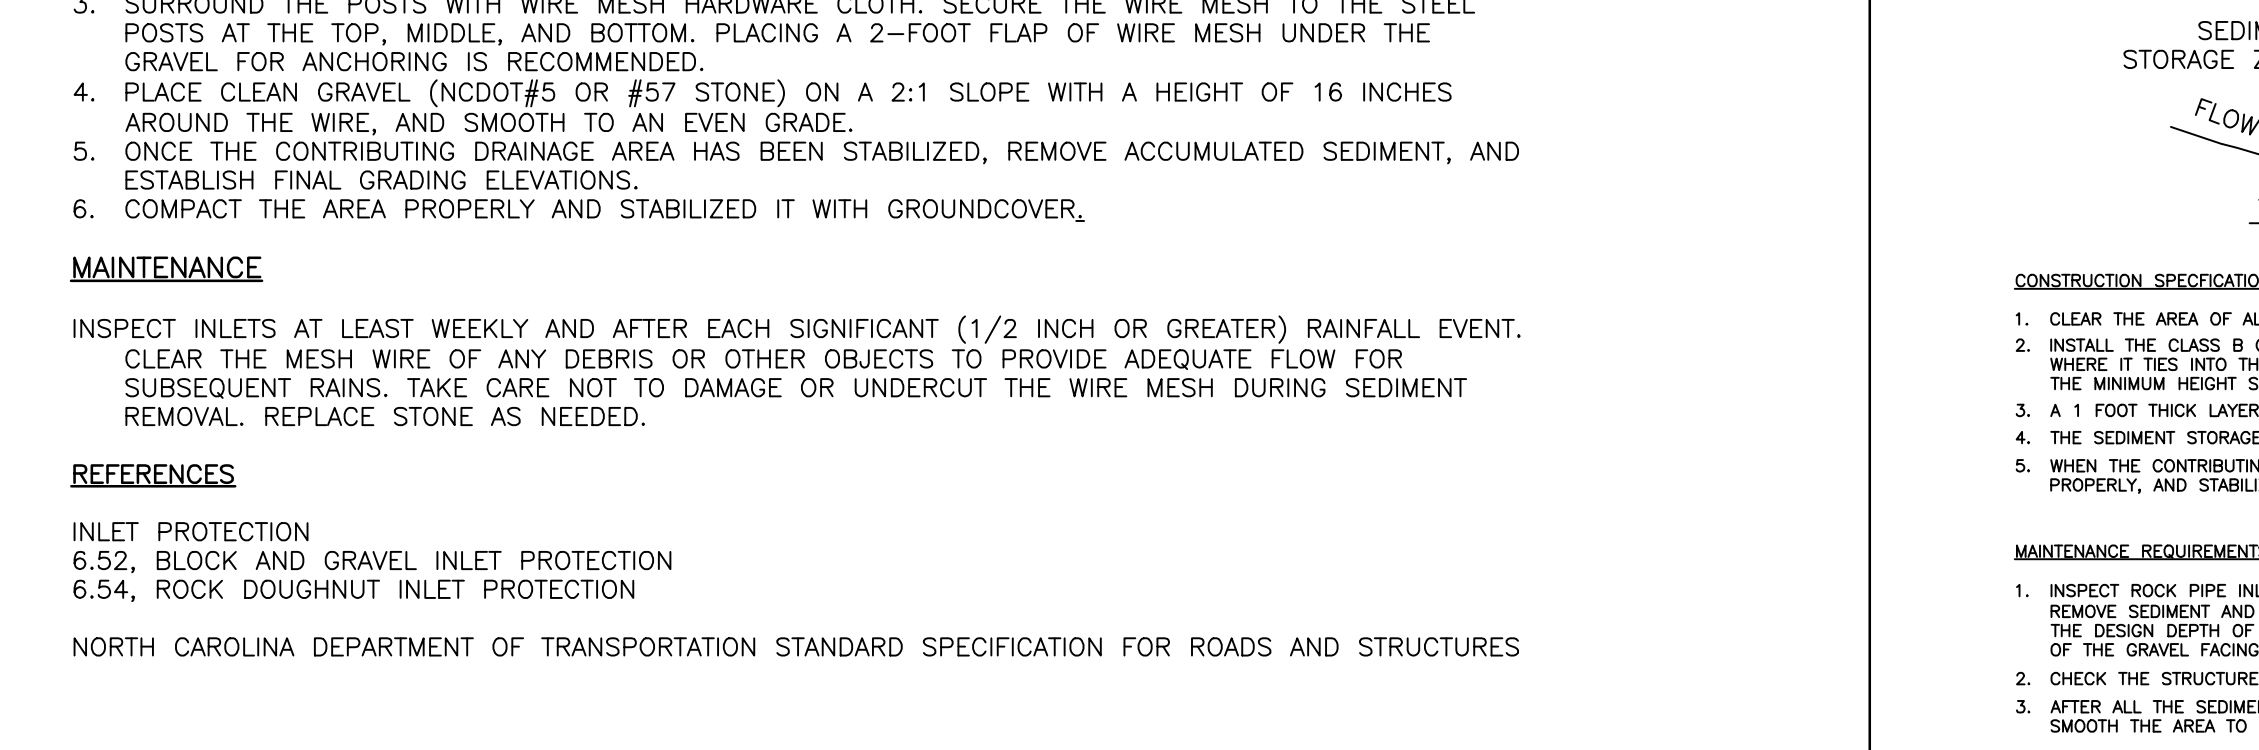 3. SURROUND THE POSTS WITH WIRE MESH HARDWARE CLOTH. SECURE THE WIRE MESH TO THE STEEL
POSTS AT THE TOP, MIDDLE, AND BOTTOM. PLACING A 2-FOOT FLAP OF WIRE MESH UNDER THE
GRAVEL FOR ANCHORING IS RECOMMENDED.
4. PLACE CLEAN GRAVEL (NCDOT#5 OR #57 STONE) ON A 2:1 SLOPE WITH A HEIGHT OF 16 INCHES
AROUND THE WIRE, AND SMOOTH TO AN EVEN GRADE.
5. ONCE THE CONTRIBUTING DRAINAGE AREA HAS BEEN STABILIZED, REMOVE ACCUMULATED SEDIMENT, AND
ESTABLISH FINAL GRADING ELEVATIONS.
6. COMPACT THE AREA PROPERLY AND STABILIZED IT WITH GROUNDCOVER.
MAINTENANCE
INSPECT INLETS AT LEAST WEEKLY AND AFTER EACH SIGNIFICANT (1/2 INCH OR GREATER) RAINFALL EVENT.
CLEAR THE MESH WIRE OF ANY DEBRIS OR OTHER OBJECTS TO PROVIDE ADEQUATE FLOW FOR
SUBSEQUENT RAINS. TAKE CARE NOT TO DAMAGE OR UNDERCUT THE WIRE MESH DURING SEDIMENT
REMOVAL. REPLACE STONE AS NEEDED.
REFERENCES
INLET PROTECTION
6.52, BLOCK AND GRAVEL INLET PROTECTION
6.54, ROCK DOUGHNUT INLET PROTECTION
NORTH CAROLINA DEPARTMENT OF TRANSPORTATION STANDARD SPECIFICATION FOR ROADS AND STRUCTURES
SEDIM
STORAGE
FLOW
CONSTRUCTION SPECFICATIO
1. CLEAR THE AREA OF AL
2. INSTALL THE CLASS B
WHERE IT TIES INTO TH
THE MINIMUM HEIGHT S
3. A 1 FOOT THICK LAYER
4. THE SEDIMENT STORAGE
5. WHEN THE CONTRIBUTIN
PROPERLY, AND STABILI
MAINTENANCE REQUIREMENTS
1. INSPECT ROCK PIPE INL
REMOVE SEDIMENT AND
THE DESIGN DEPTH OF
OF THE GRAVEL FACING
2. CHECK THE STRUCTURE
3. AFTER ALL THE SEDIME
SMOOTH THE AREA TO